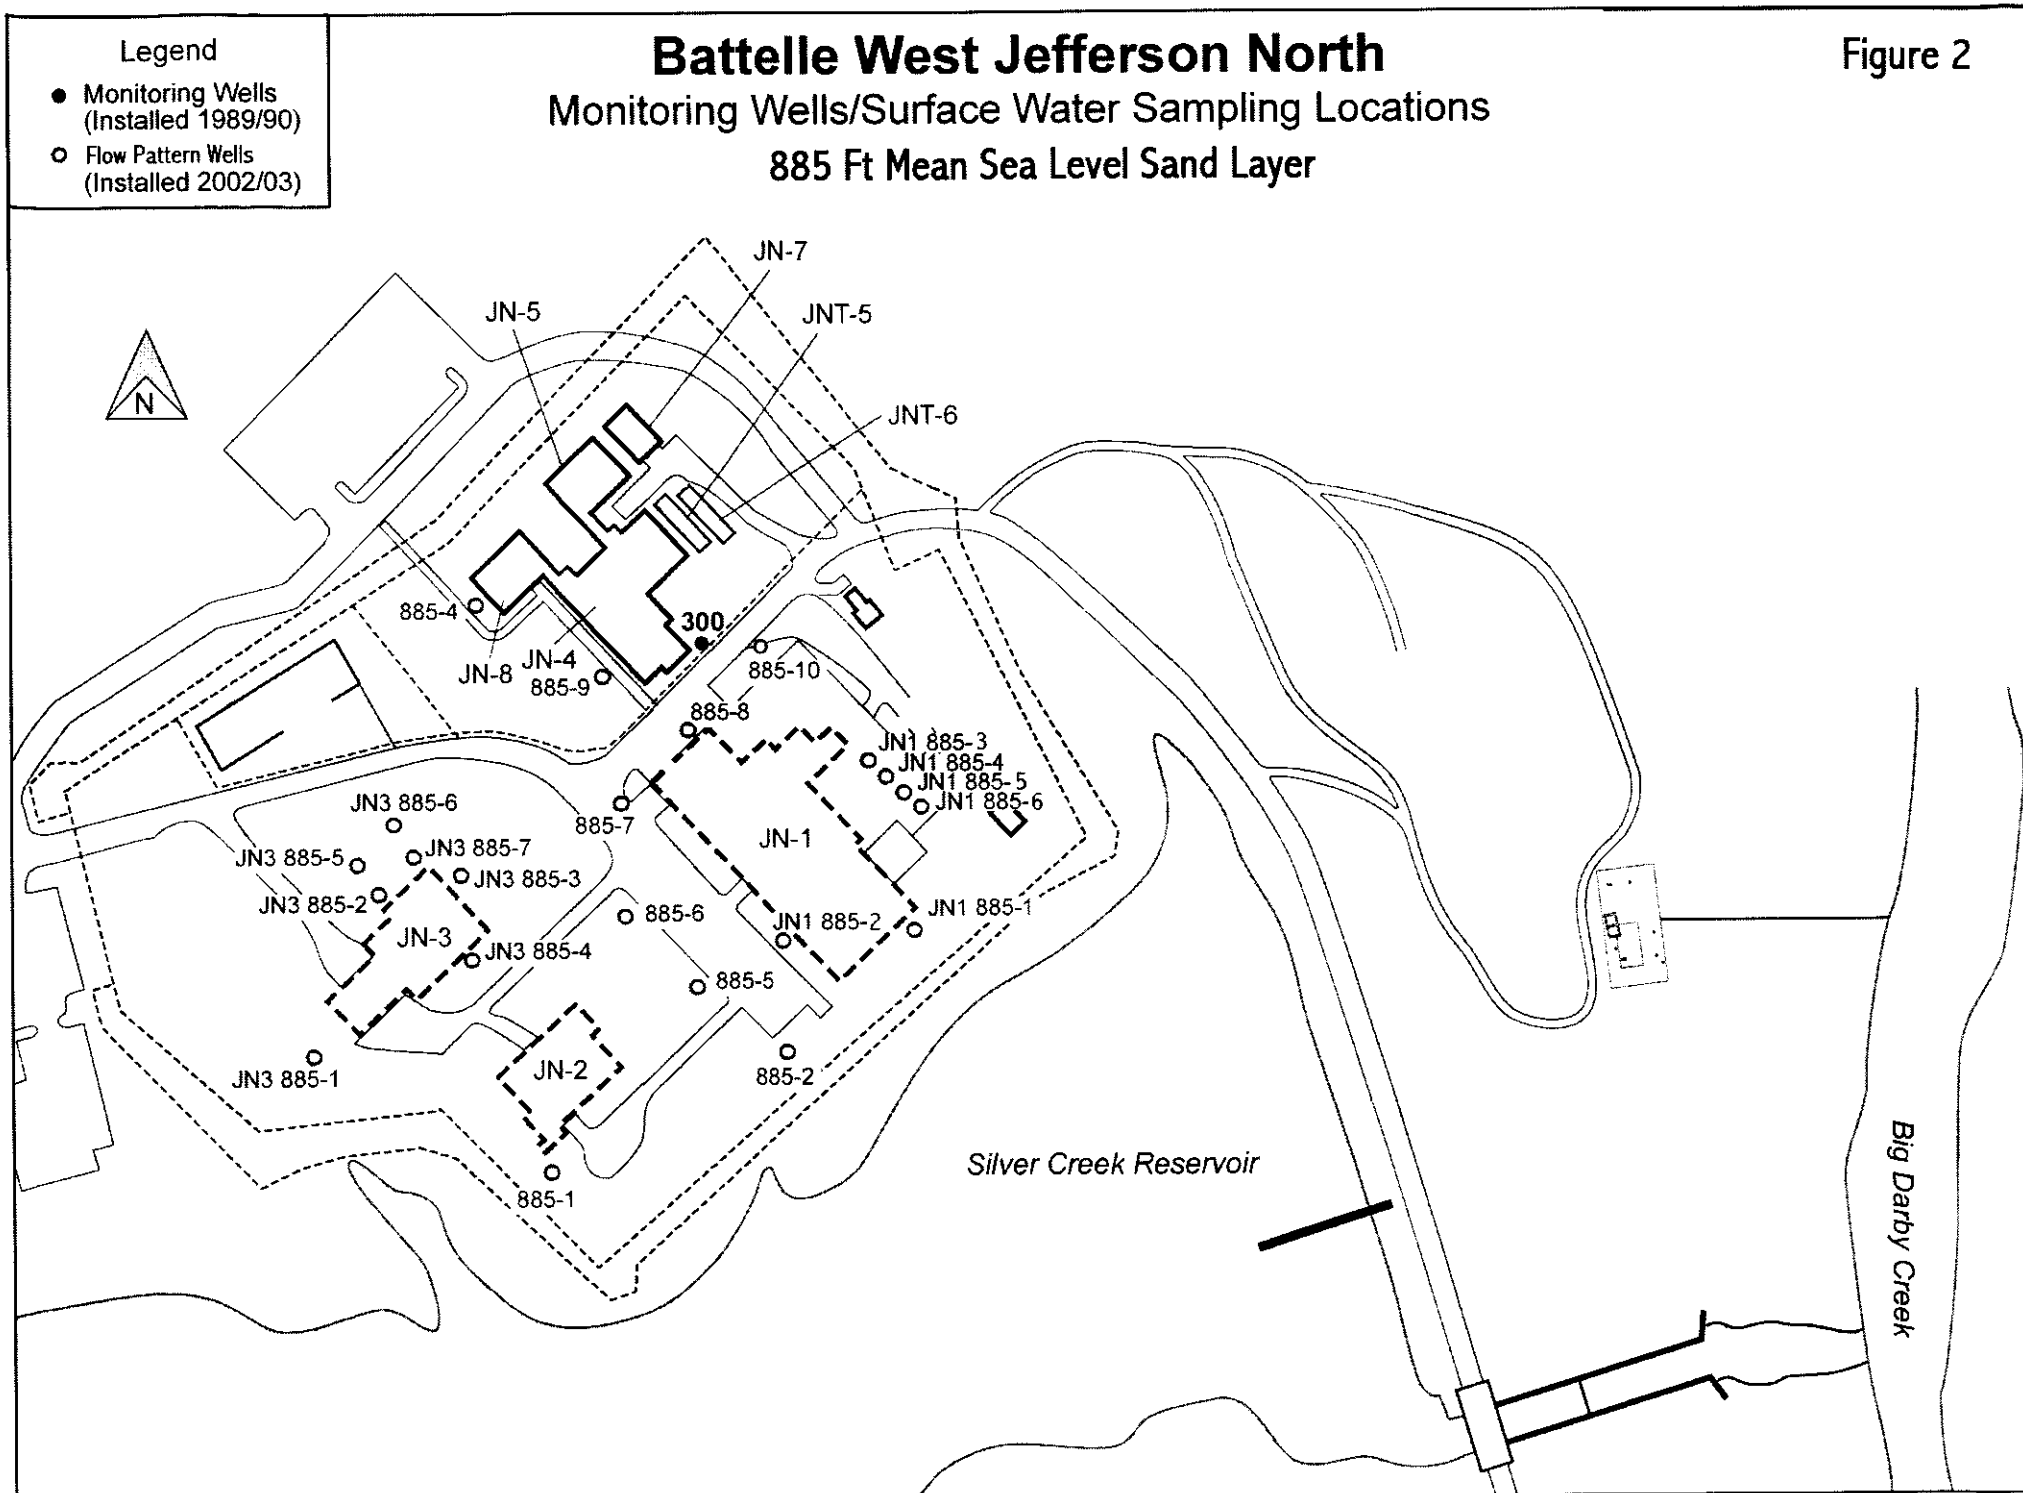 Legend
Monitoring Wells
(Installed 1989/90)
Flow Pattern Wells
(Installed 2002/03)
Battelle West Jefferson North
Monitoring Wells/Surface Water Sampling Locations
885 Ft Mean Sea Level Sand Layer
Figure 2
JN-7
JN-5
JNT-5
N
JNT-6
885-4
300
JN-8
JN-4
885-9
885-10
885-8
JN1 885-3
JN1 885-4
JN1 885-5
JN1 885-6
JN3 885-6
885-7
JN-1
JN3 885-5
JN3 885-7
JN3 885-3
JN3 885-2
885-6
JN1 885-2
JN1 885-1
JN-3
JN3 885-4
885-5
JN3 885-1
JN-2
885-2
885-1
Silver Creek Reservoir
Big Darby Creek